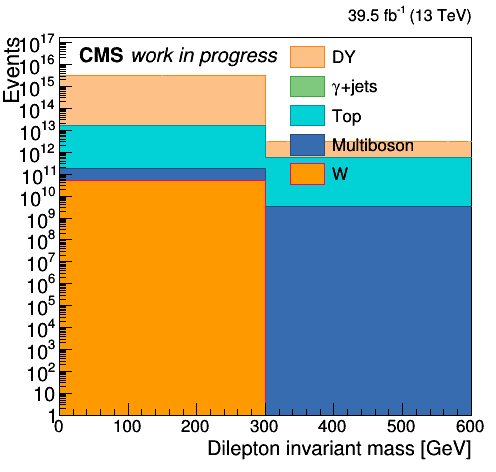 39.5 fb⁻¹ (13 TeV)
CMS work in progress
Events
10¹⁷
10¹⁶
10¹⁵
10¹⁴
10¹³
10¹²
10¹¹
10¹⁰
10⁹
10⁸
10⁷
10⁶
10⁵
10⁴
10³
10²
10
1
DY
γ+jets
Top
Multiboson
W
0 100 200 300 400 500 600
Dilepton invariant mass [GeV]